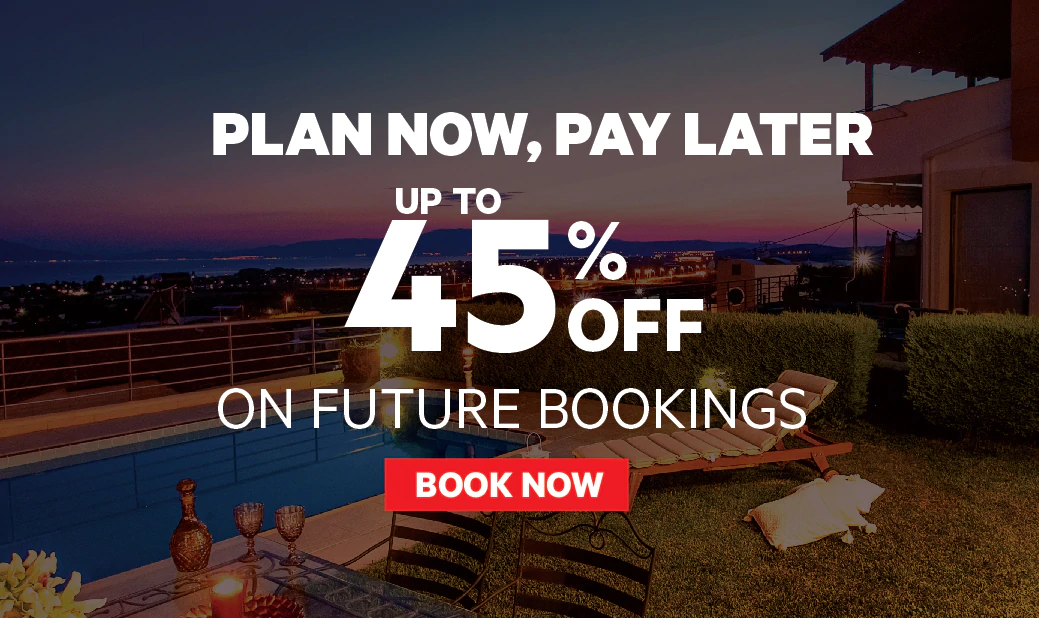 PLAN NOW, PAY LATER
UP TO
45%
OFF
ON FUTURE BOOKINGS
BOOK NOW